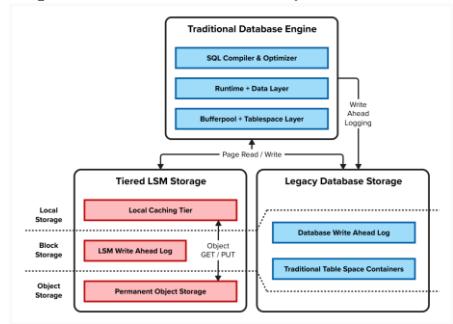 Traditional Database Engine
SQL Compiler & Optimizer
Runtime + Data Layer
Bufferpool + Tablespace Layer
Write
Ahead
Logging
Page Read / Write
Tiered LSM Storage
Legacy Database Storage
Local
Storage
Local Caching Tier
Block
Storage
LSM Write Ahead Log
Object
GET / PUT
Database Write Ahead Log
Traditional Table Space Containers
Object
Storage
Permanent Object Storage